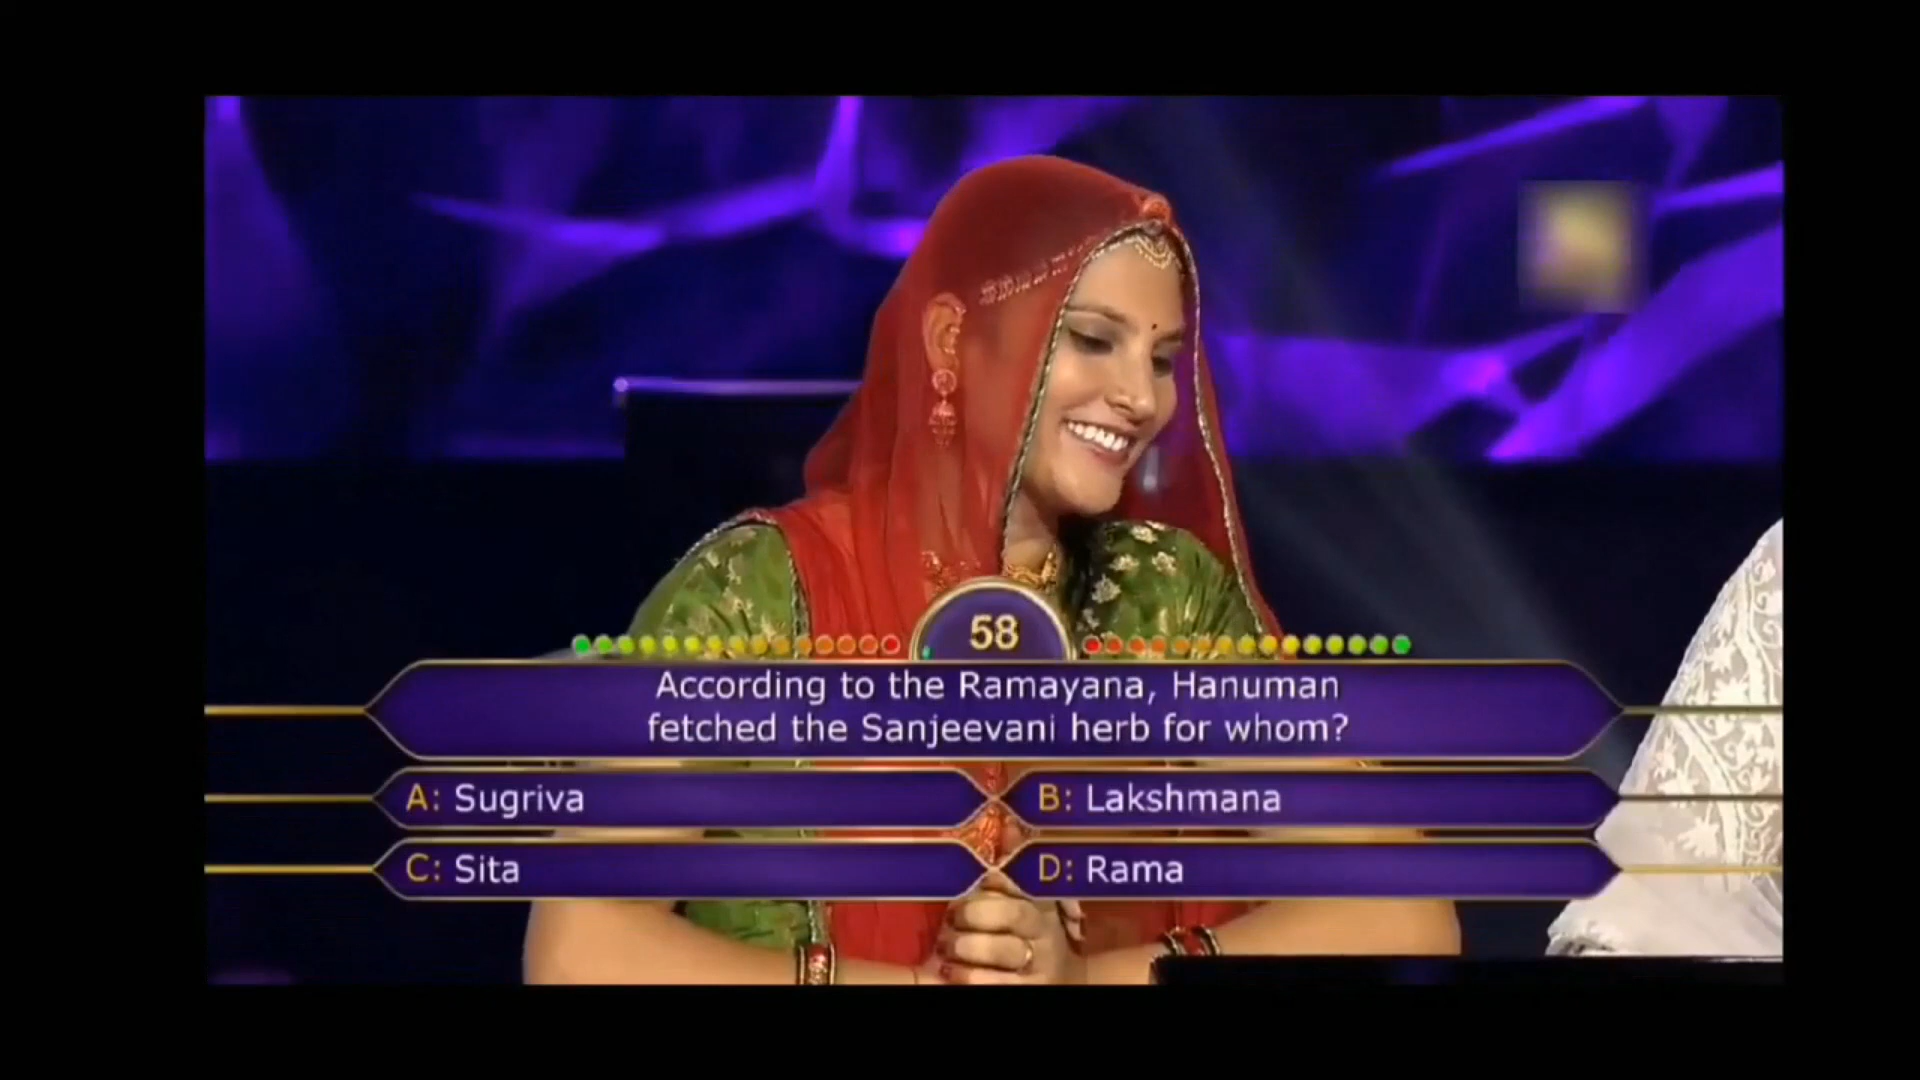 58
According to the Ramayana, Hanuman
fetched the Sanjeevani herb for whom?
A: Sugriva
B: Lakshmana
C: Sita
D: Rama